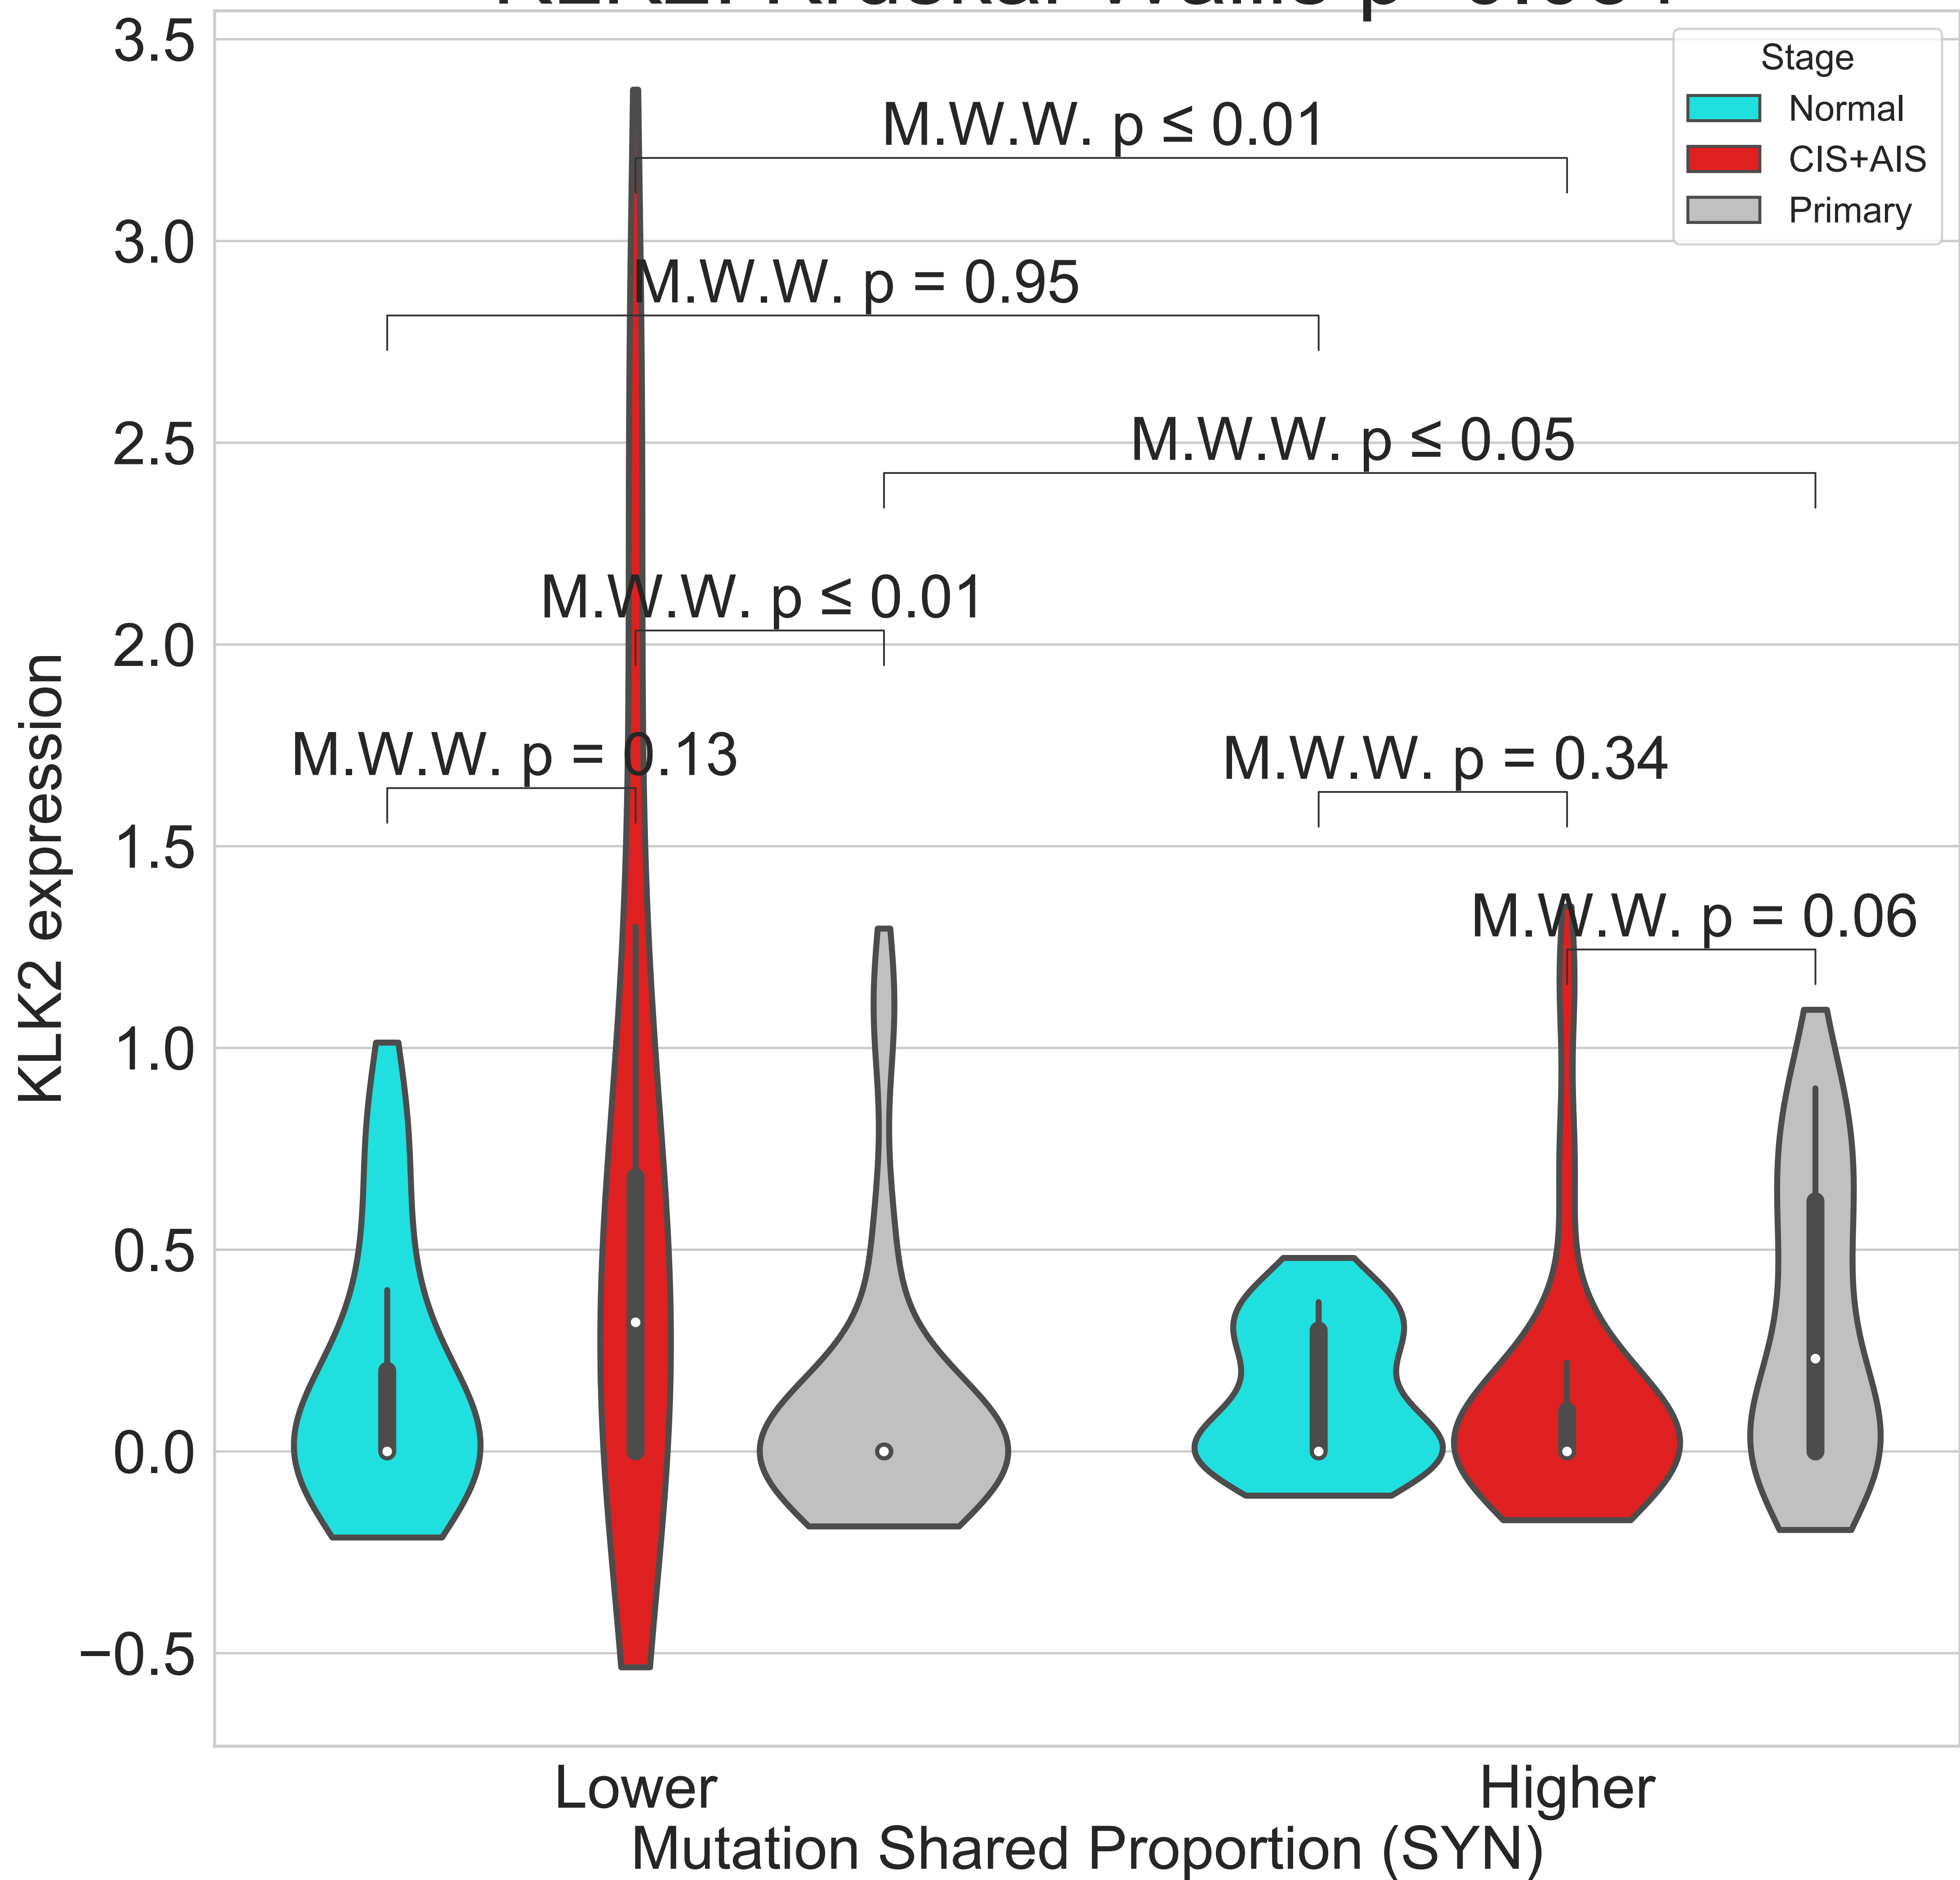 3.5
3.0
2.5
2.0
1.5
1.0
0.5
0.0
−0.5
KLK2 expression
Stage
Normal
CIS+AIS
Primary
M.W.W. p ≤ 0.01
M.W.W. p = 0.95
M.W.W. p ≤ 0.05
M.W.W. p ≤ 0.01
M.W.W. p = 0.13
M.W.W. p = 0.34
M.W.W. p = 0.06
Lower
Higher
Mutation Shared Proportion (SYN)